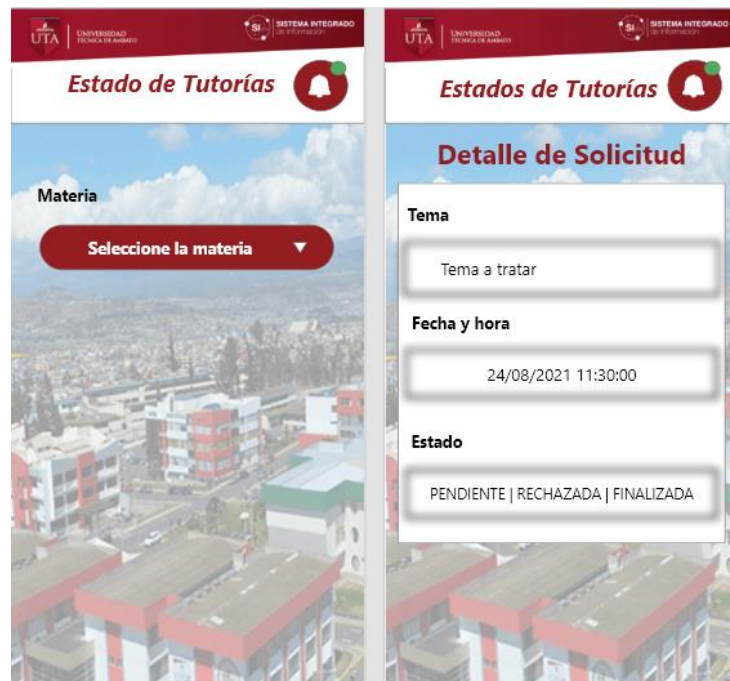 UTA
UNIVERSIDAD
TÉCNICA DE AMBATO
SI
SISTEMA INTEGRADO
de Información
Estado de Tutorías
Materia
Seleccione la materia
UTA
UNIVERSIDAD
TÉCNICA DE AMBATO
SI
SISTEMA INTEGRADO
de Información
Estados de Tutorías
Detalle de Solicitud
Tema
Tema a tratar
Fecha y hora
24/08/2021 11:30:00
Estado
PENDIENTE | RECHAZADA | FINALIZADA